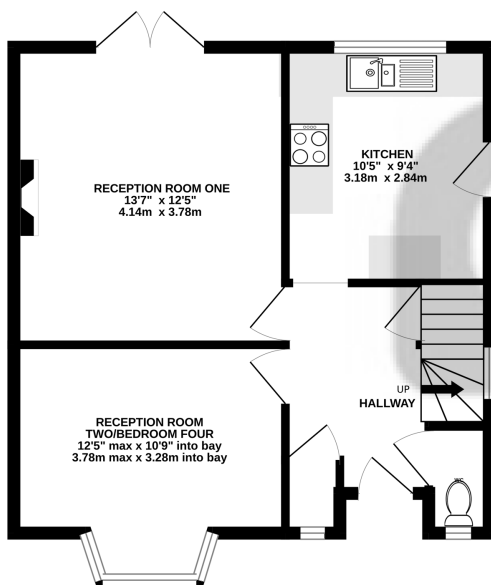 RECEPTION ROOM ONE
13'7" x 12'5"
4.14m x 3.78m
KITCHEN
10'5" x 9'4"
3.18m x 2.84m
UP
HALLWAY
RECEPTION ROOM
TWO/BEDROOM FOUR
12'5" max x 10'9" into bay
3.78m max x 3.28m into bay
WC